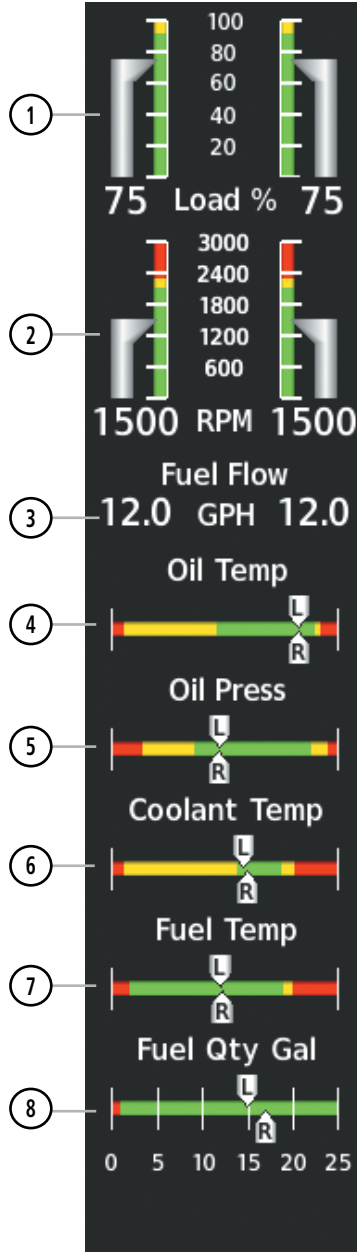 100
80
1
60
40
20
75 Load % 75
3000
2400
1800
2
1200
600
1500 RPM 1500
Fuel Flow
3 12.0 GPH 12.0
Oil Temp
L
4
R
Oil Press
L
5
R
Coolant Temp
L
6
R
Fuel Temp
L
7
R
Fuel Qty Gal
L
8
R
0 5 10 15 20 25